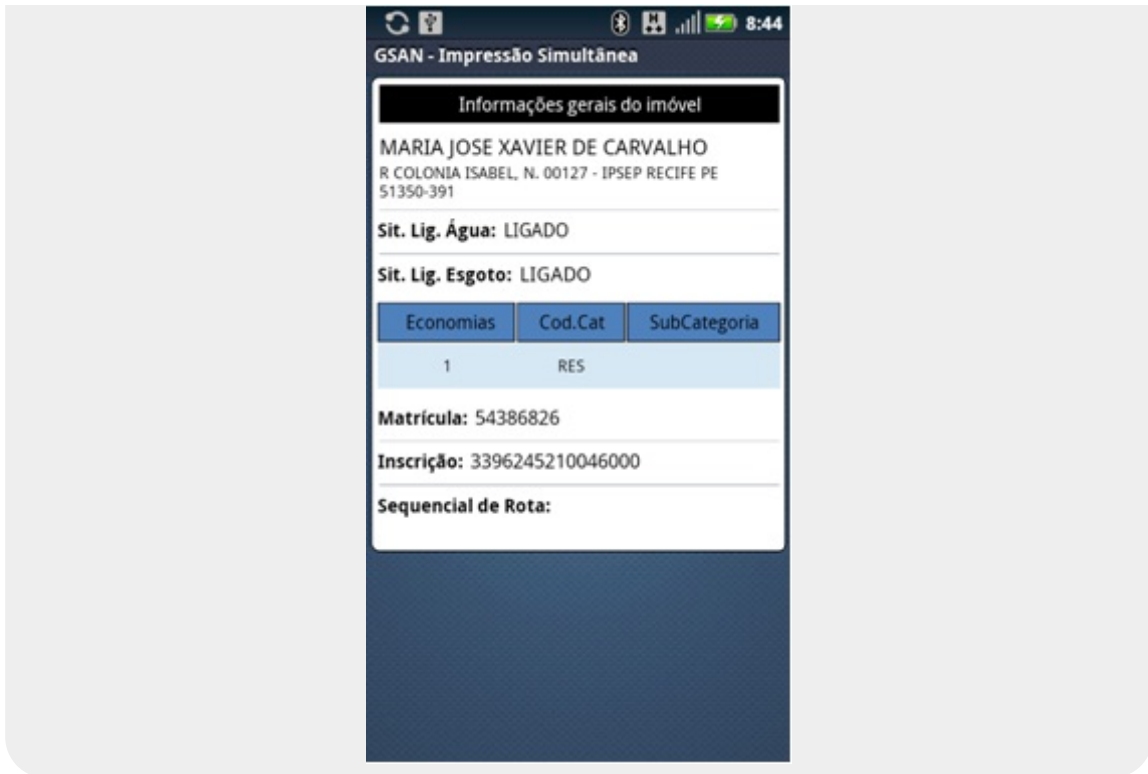 8:44
GSAN - Impressão Simultânea
Informações gerais do imóvel
MARIA JOSE XAVIER DE CARVALHO
R COLONIA ISABEL, N. 00127 - IPSEP RECIFE PE
51350-391
Sit. Lig. Água: LIGADO
Sit. Lig. Esgoto: LIGADO
Economias Cod.Cat SubCategoria
1 RES
Matrícula: 54386826
Inscrição: 3396245210046000
Sequencial de Rota: